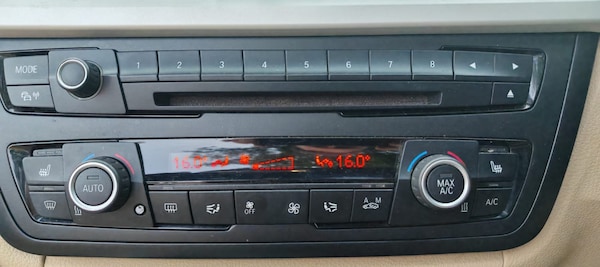 MODE 1 2 3 4 5 6 7 8
16.0° 16.0°
AUTO MAX A/C
OFF A M A/C